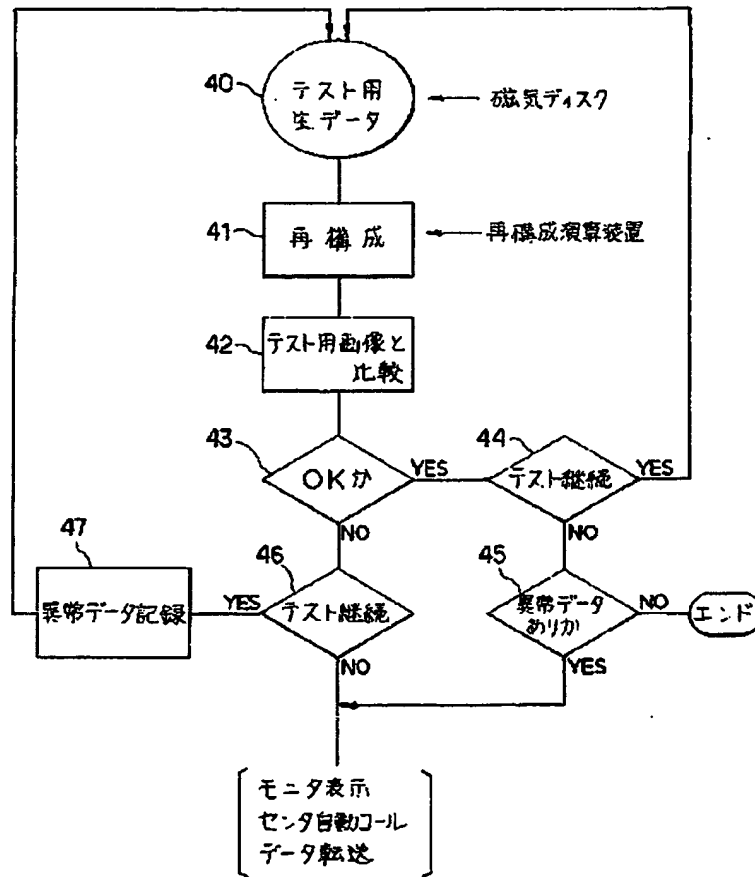 40
テスト用
生データ
磁気ディスク
41
再構成
再構成演算装置
42
テスト用画像と
比較
43
OKか
YES
NO
44
テスト継続
YES
NO
45
異常データ
ありか
NO
YES
エンド
46
テスト継続
YES
NO
47
異常データ記録
モニタ表示
センタ自動コール
データ転送